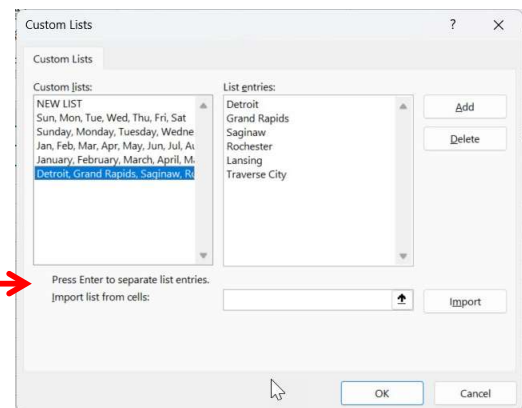 Custom Lists ? X
Custom Lists
Custom lists:
NEW LIST
Sun, Mon, Tue, Wed, Thu, Fri, Sat
Sunday, Monday, Tuesday, Wedne
Jan, Feb, Mar, Apr, May, Jun, Jul, Au
January, February, March, April, Ma
Detroit, Grand Rapids, Saginaw, Ro
List entries:
Detroit
Grand Rapids
Saginaw
Rochester
Lansing
Traverse City
Add
Delete
Press Enter to separate list entries.
Import list from cells:
Import
OK
Cancel